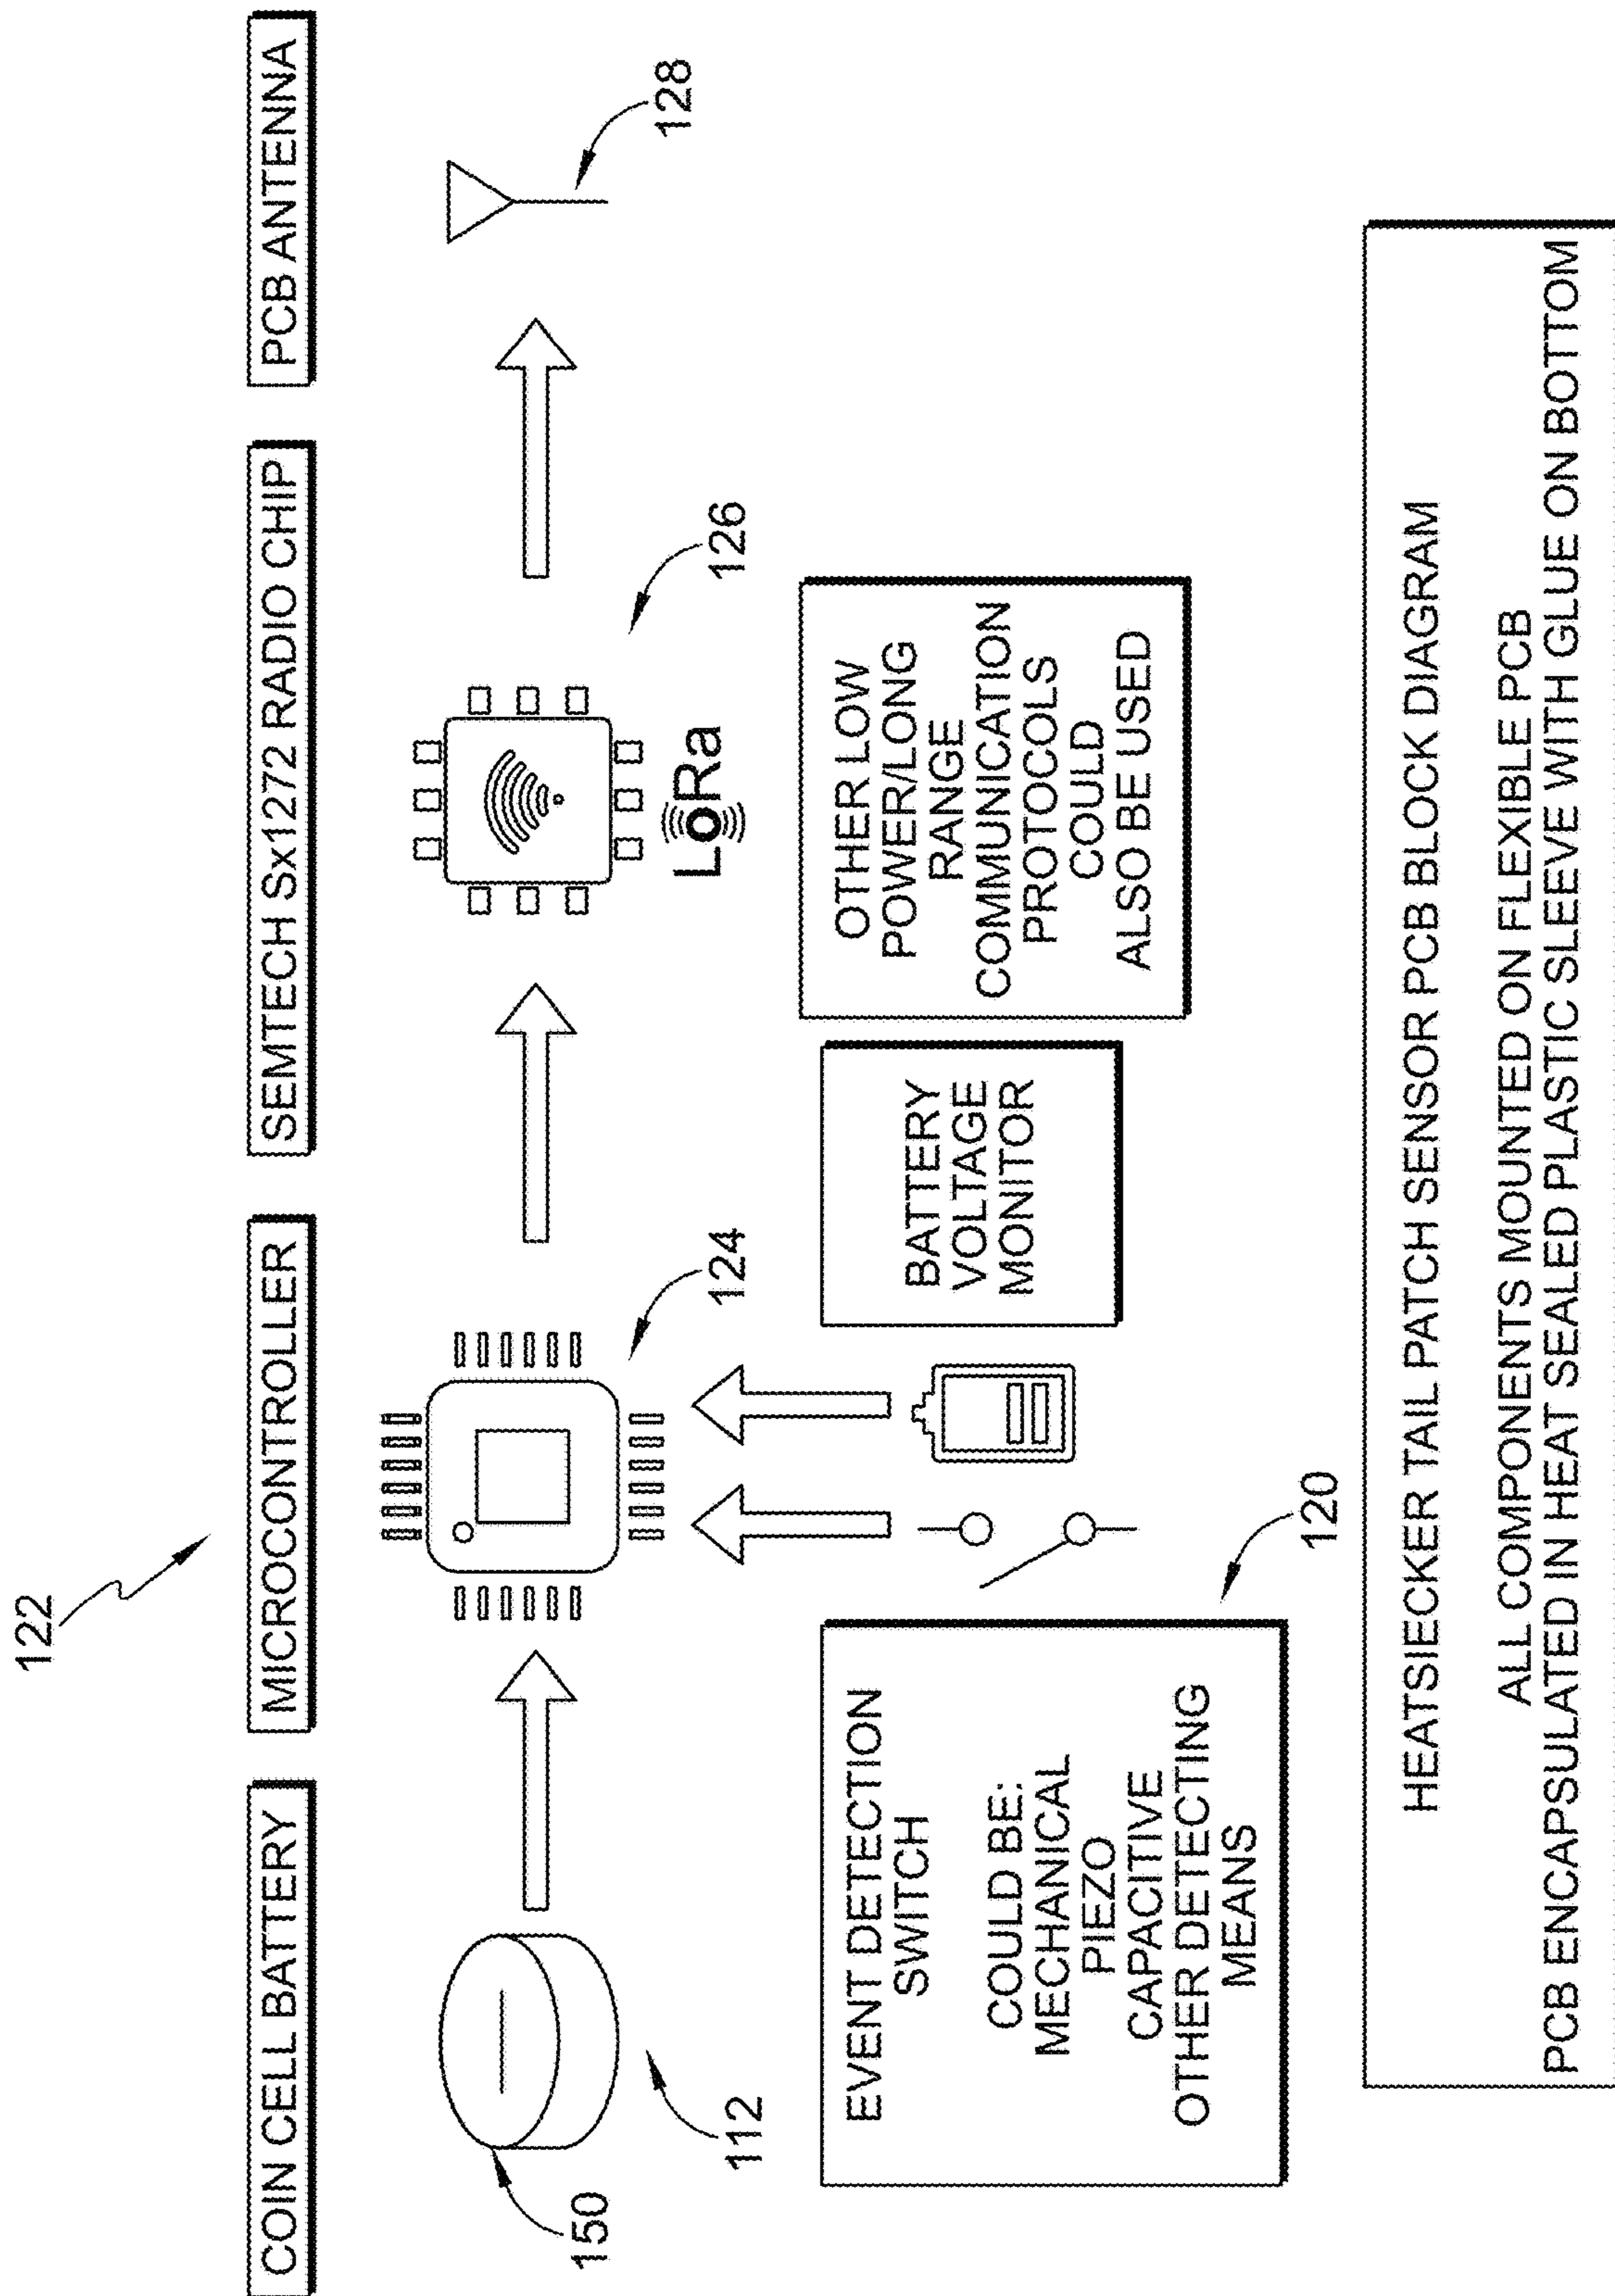 122
COIN CELL BATTERY
MICROCONTROLLER
SEMTECH Sx1272 RADIO CHIP
PCB ANTENNA
150
112
124
LoRa
126
128
EVENT DETECTION
SWITCH
COULD BE:
MECHANICAL
PIEZO
CAPACITIVE
OTHER DETECTING
MEANS
120
BATTERY
VOLTAGE
MONITOR
OTHER LOW
POWER/LONG
RANGE
COMMUNICATION
PROTOCOLS
COULD
ALSO BE USED
HEATSIECKER TAIL PATCH SENSOR PCB BLOCK DIAGRAM
ALL COMPONENTS MOUNTED ON FLEXIBLE PCB
PCB ENCAPSULATED IN HEAT SEALED PLASTIC SLEEVE WITH GLUE ON BOTTOM